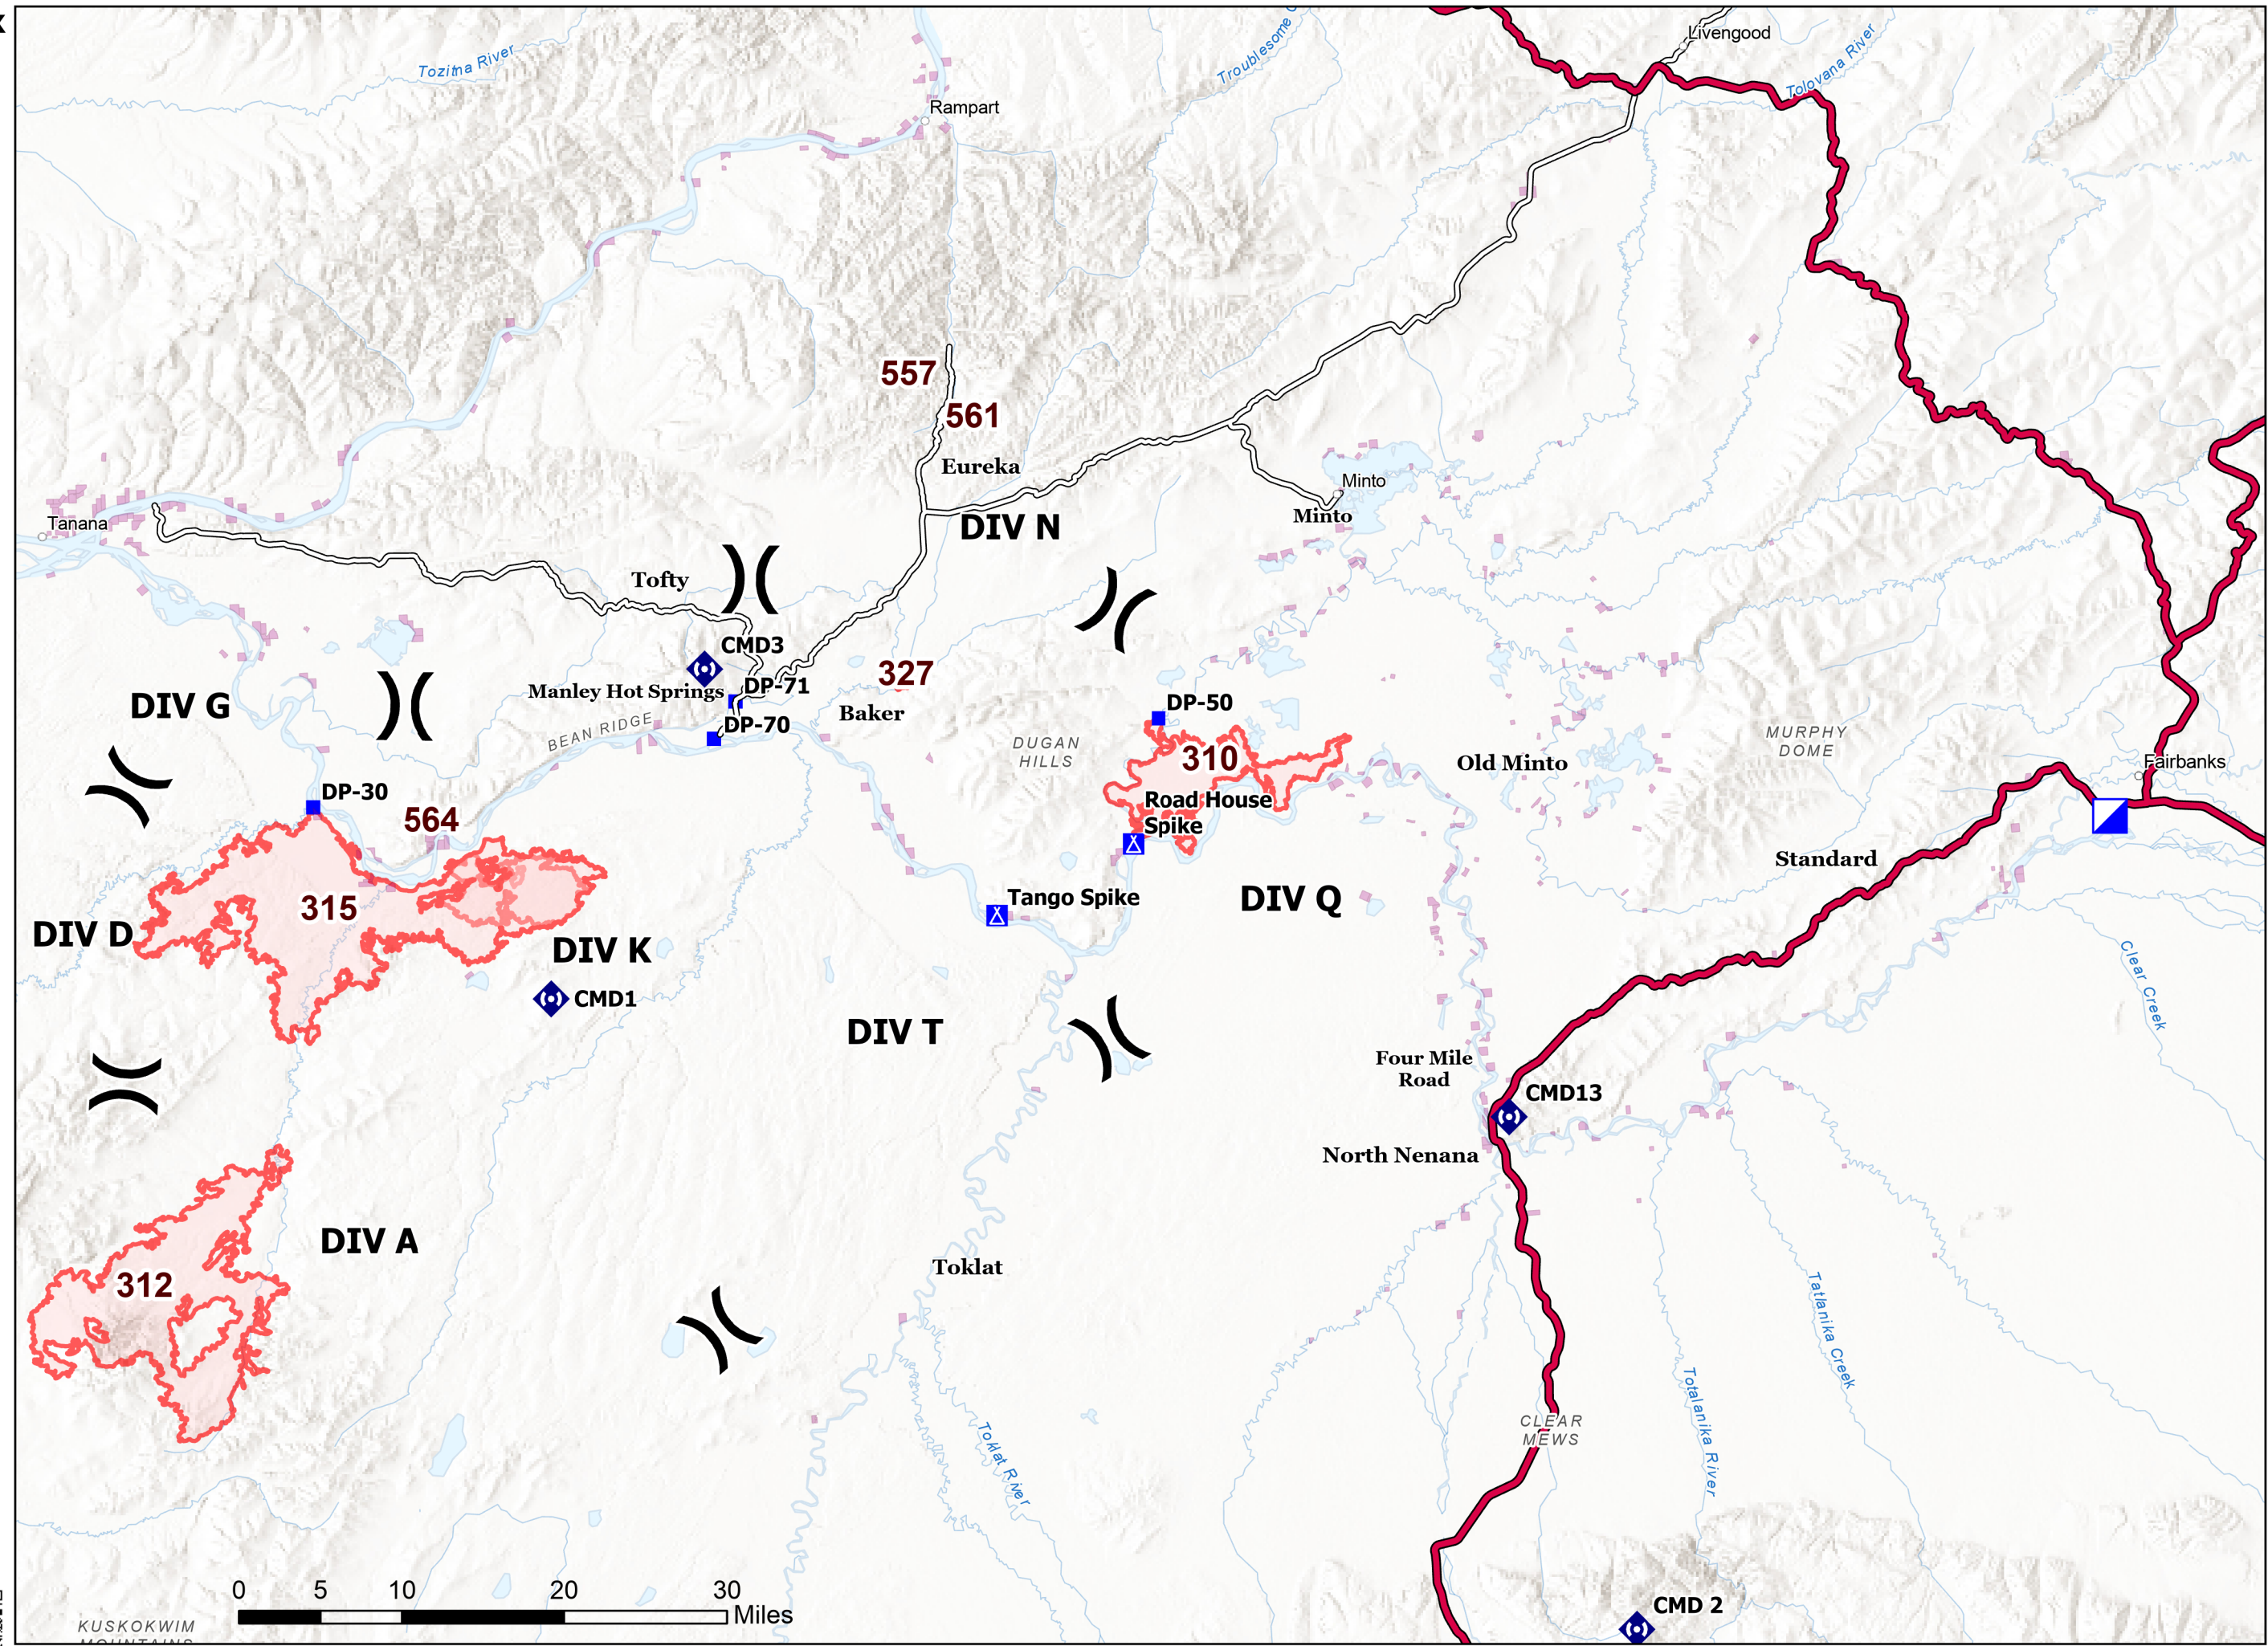 Livengood
Tozitna River
Troublesome C
Tolovana River
Rampart
557
561
Eureka
Minto
Minto
Tanana
DIV N
Tofty
CMD3
327
DP-71
Manley Hot Springs
DIV G
DP-50
Baker
DP-70
BEAN RIDGE
MURPHY
DOME
DUGAN
HILLS
310
Old Minto
Fairbanks
DP-30
Road House
Spike
564
Standard
315
Tango Spike
DIV Q
DIV D
DIV K
Clear Creek
CMD1
DIV T
Four Mile
Road
CMD13
North Nenana
DIV A
Toklat
312
Tatlanika Creek
Totalanika River
CLEAR
MEWS
Toklat River
0 5 10 20 30
Miles
CMD 2
KUSKOKWIM
MOUNTAINS